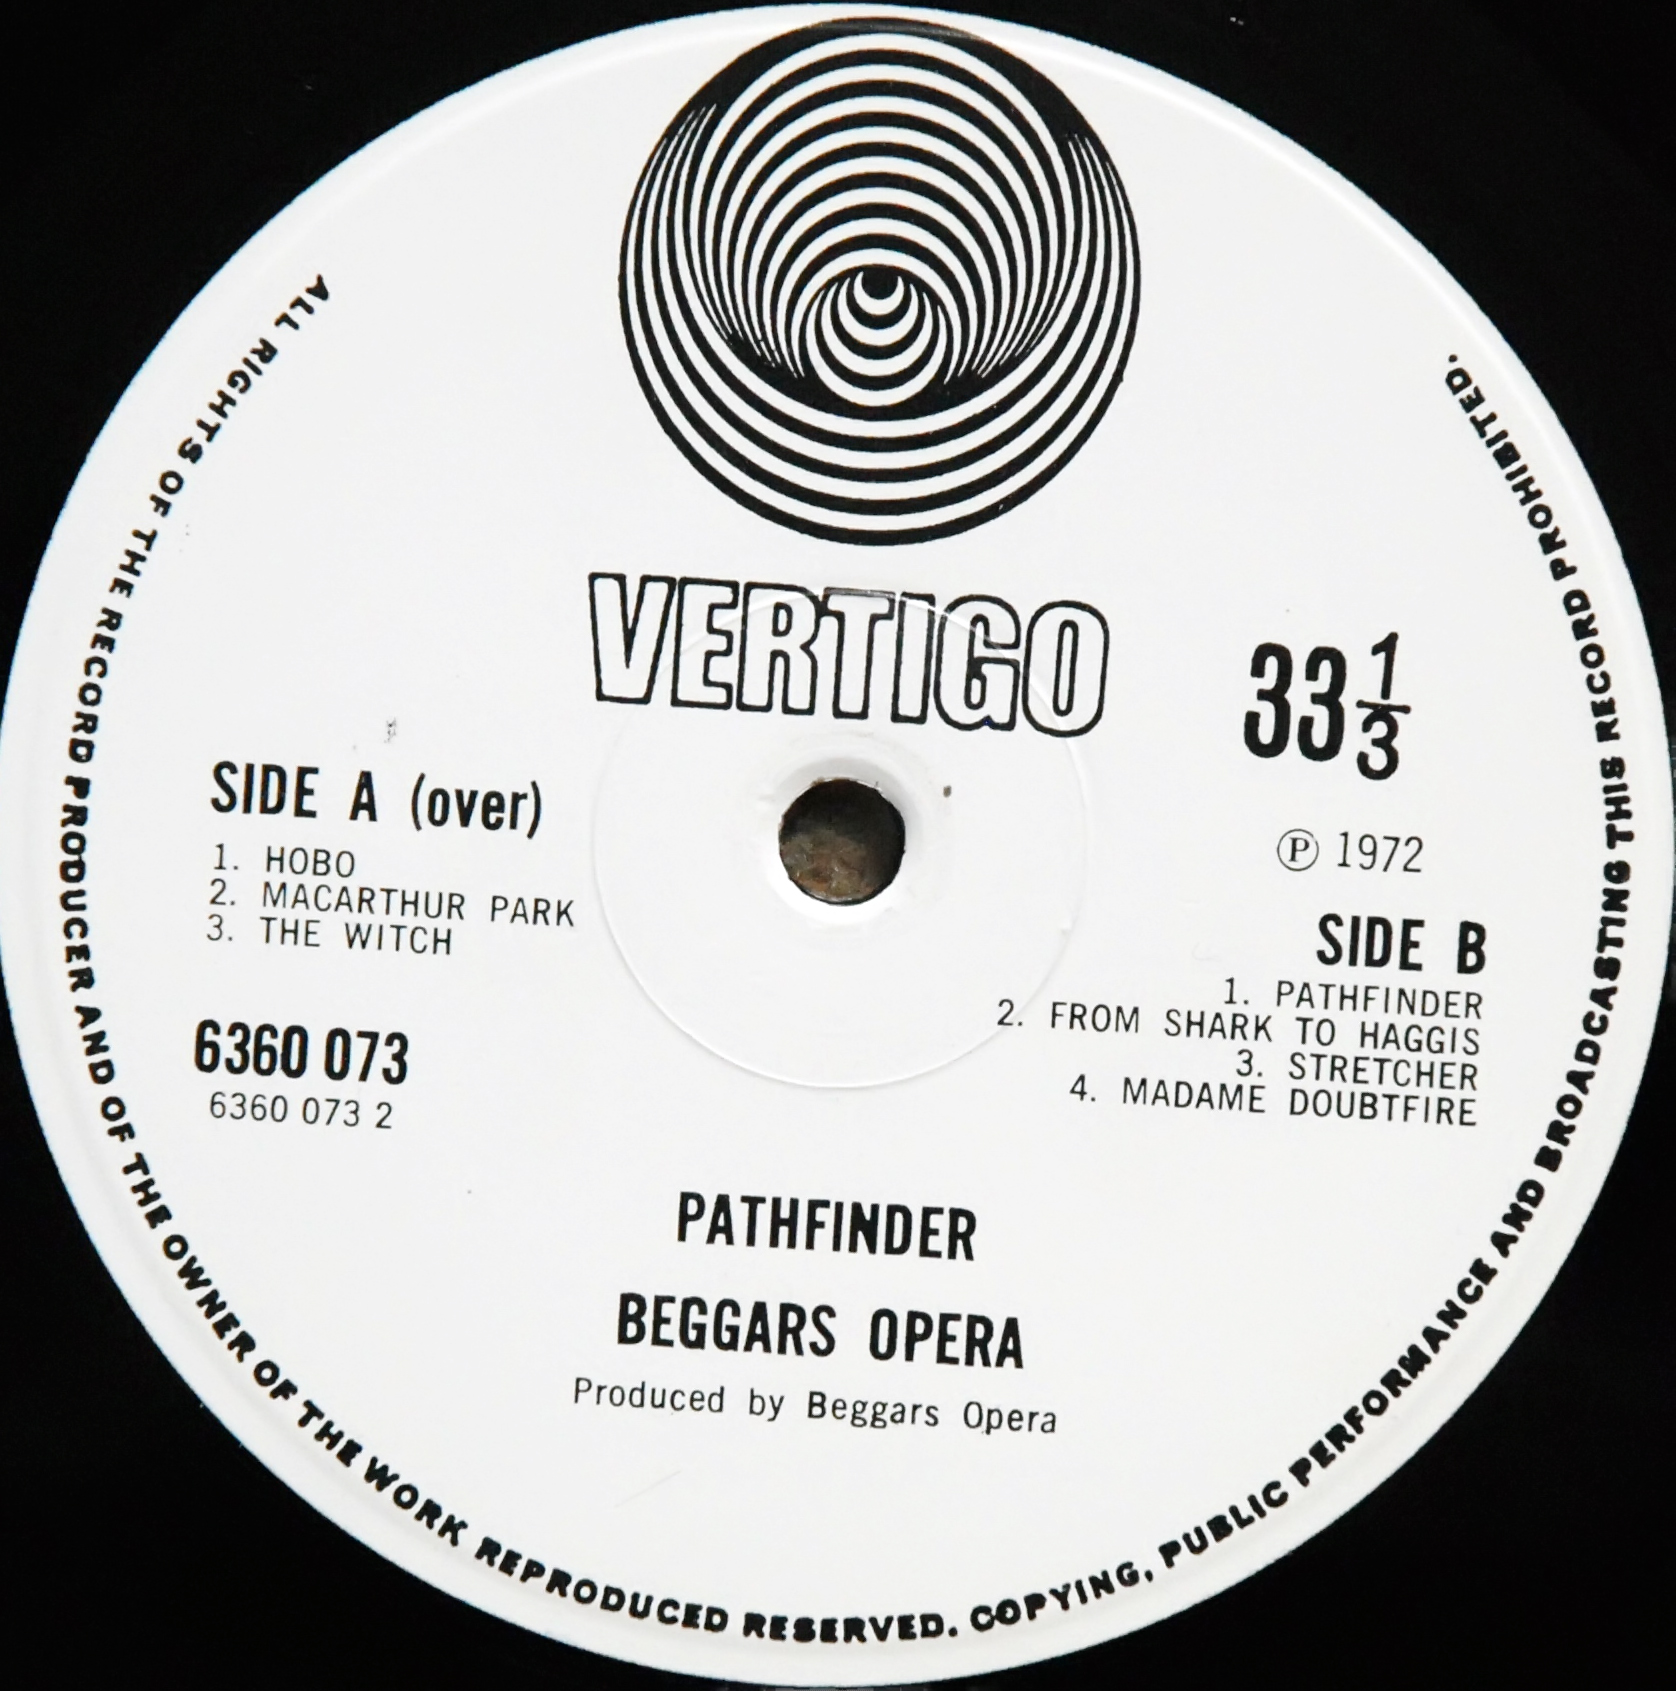 VERTIGO
33 1/3
SIDE A (over)
1. HOBO
2. MACARTHUR PARK
3. THE WITCH
6360 073
6360 073 2
Ⓟ 1972
SIDE B
1. PATHFINDER
2. FROM SHARK TO HAGGIS
3. STRETCHER
4. MADAME DOUBTFIRE
PATHFINDER
BEGGARS OPERA
Produced by Beggars Opera
ALL RIGHTS OF THE RECORD PRODUCER AND OF THE OWNER OF THE WORK REPRODUCED RESERVED. COPYING, PUBLIC PERFORMANCE AND BROADCASTING THIS RECORD PROHIBITED.